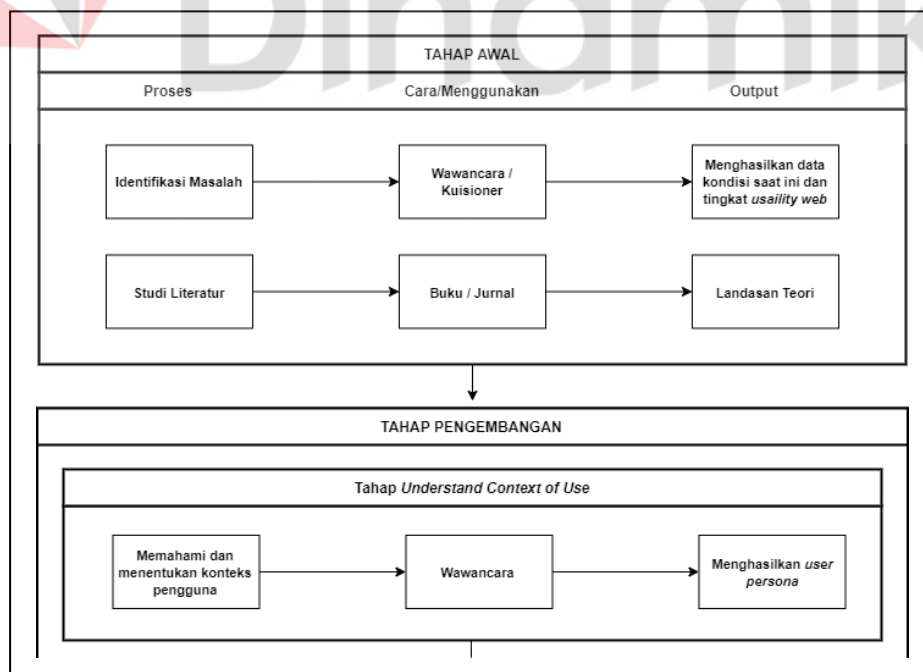 Dinamik
TAHAP AWAL
Proses
Cara/Menggunakan
Output
Identifikasi Masalah
Wawancara /
Kuisioner
Menghasilkan data
kondisi saat ini dan
tingkat usaility web
Studi Literatur
Buku / Jurnal
Landasan Teori
TAHAP PENGEMBANGAN
Tahap Understand Context of Use
Memahami dan
menentukan konteks
pengguna
Wawancara
Menghasilkan user
persona